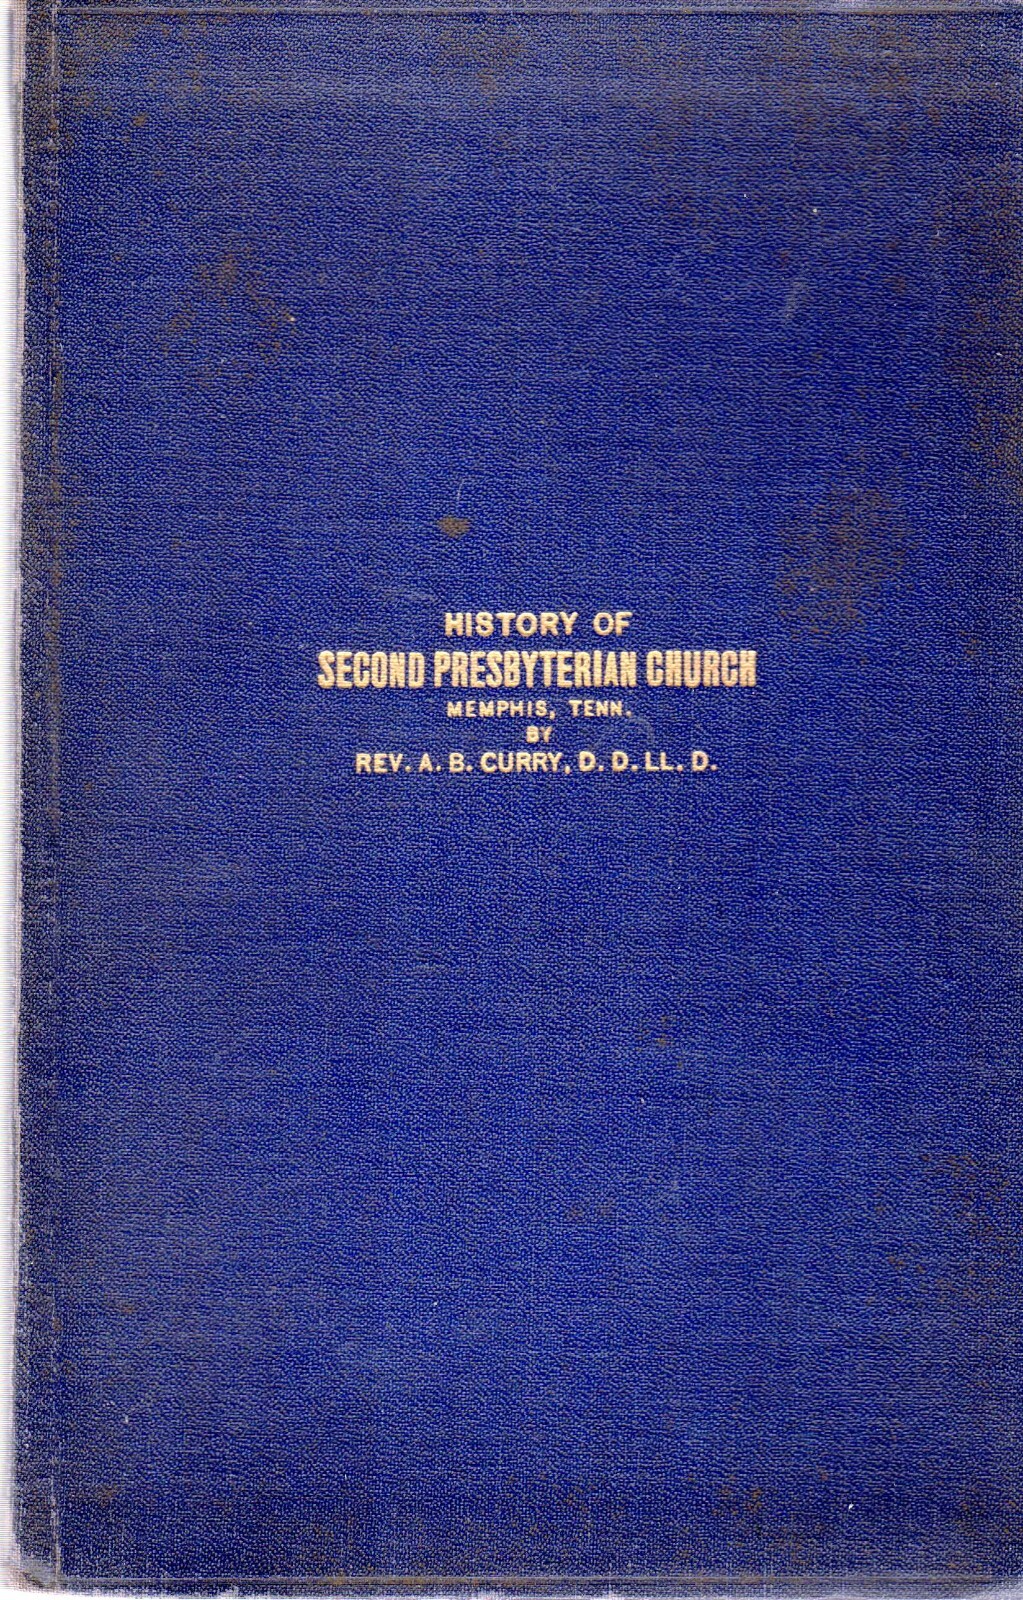 HISTORY OF
SECOND PRESBYTERIAN CHURCH
MEMPHIS, TENN.
BY
REV. A. B. CURRY, D. D. LL. D.